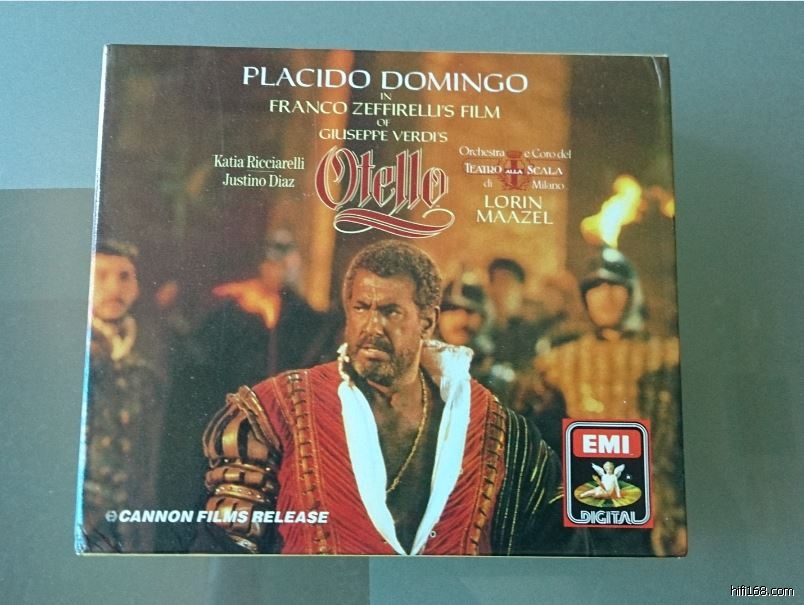 PLACIDO DOMINGO
IN
FRANCO ZEFFIRELLI'S FILM
OF
GIUSEPPE VERDI'S
Otello
Katia Ricciarelli
Justino Diaz
Orchestra e Coro del
TEATRO ALLA SCALA
di Milano
LORIN
MAAZEL
EMI
DIGITAL
CANNON FILMS RELEASE
hifi168.com